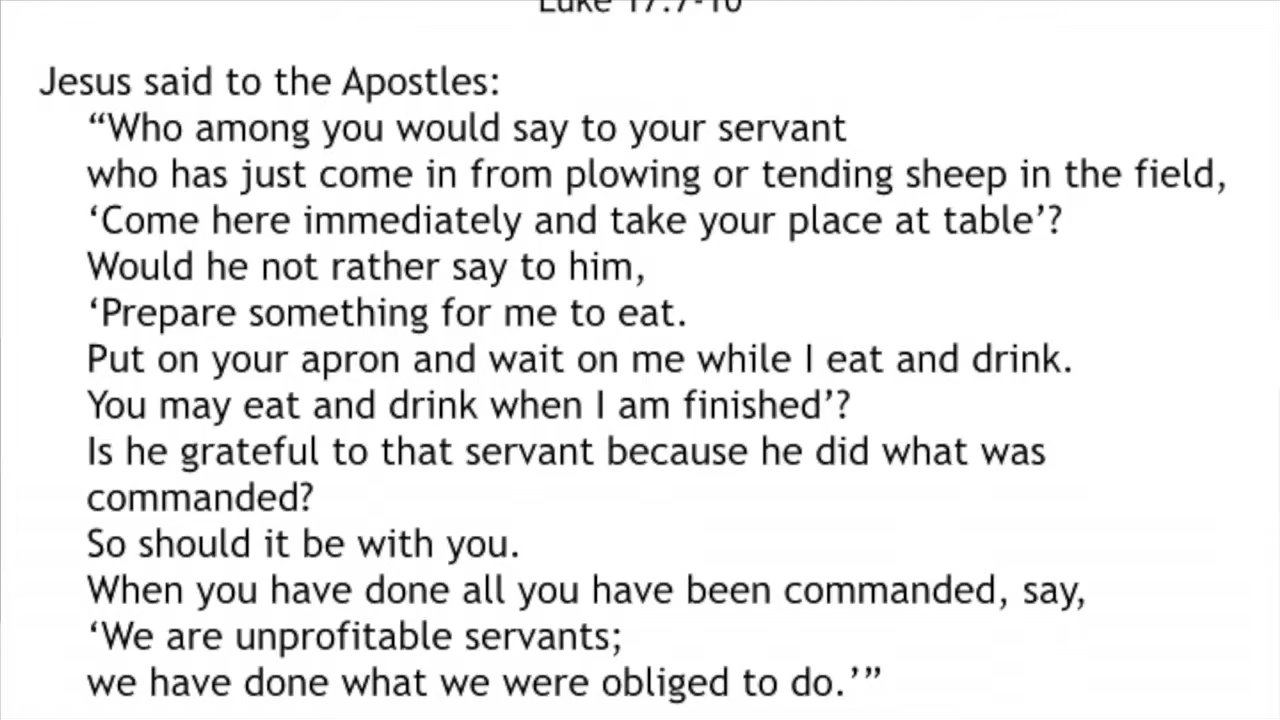 Luke 17:7-10
Jesus said to the Apostles:
“Who among you would say to your servant
who has just come in from plowing or tending sheep in the field,
‘Come here immediately and take your place at table’?
Would he not rather say to him,
‘Prepare something for me to eat.
Put on your apron and wait on me while I eat and drink.
You may eat and drink when I am finished’?
Is he grateful to that servant because he did what was
commanded?
So should it be with you.
When you have done all you have been commanded, say,
‘We are unprofitable servants;
we have done what we were obliged to do.’”